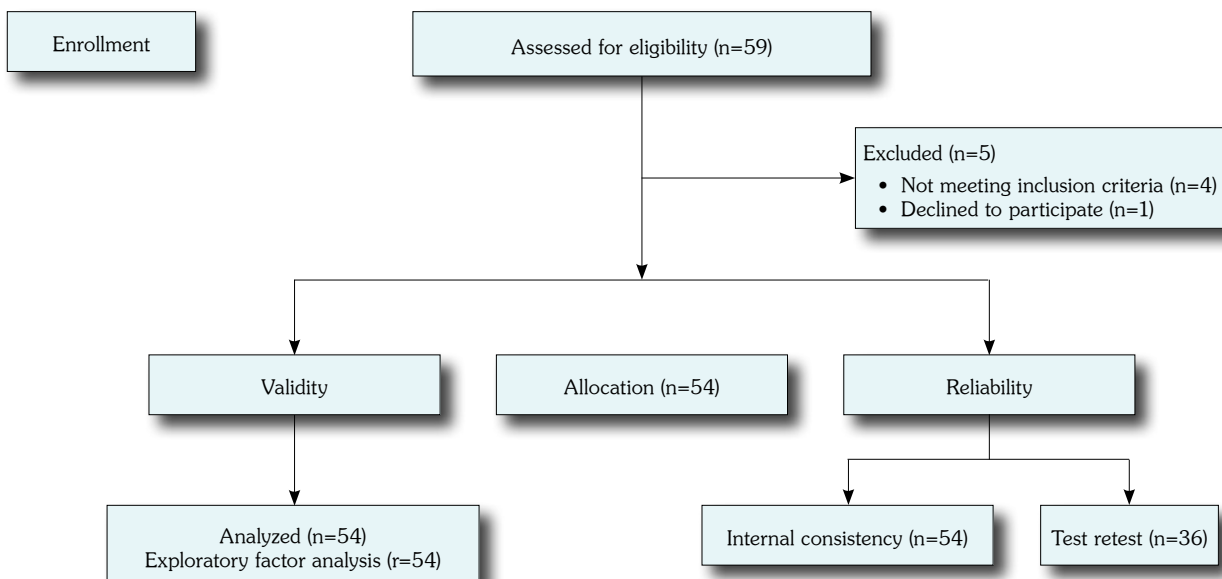 Enrollment
Assessed for eligibility (n=59)
Excluded (n=5)
• Not meeting inclusion criteria (n=4)
• Declined to participate (n=1)
Validity
Allocation (n=54)
Reliability
Analyzed (n=54)
Exploratory factor analysis (r=54)
Internal consistency (n=54)
Test retest (n=36)